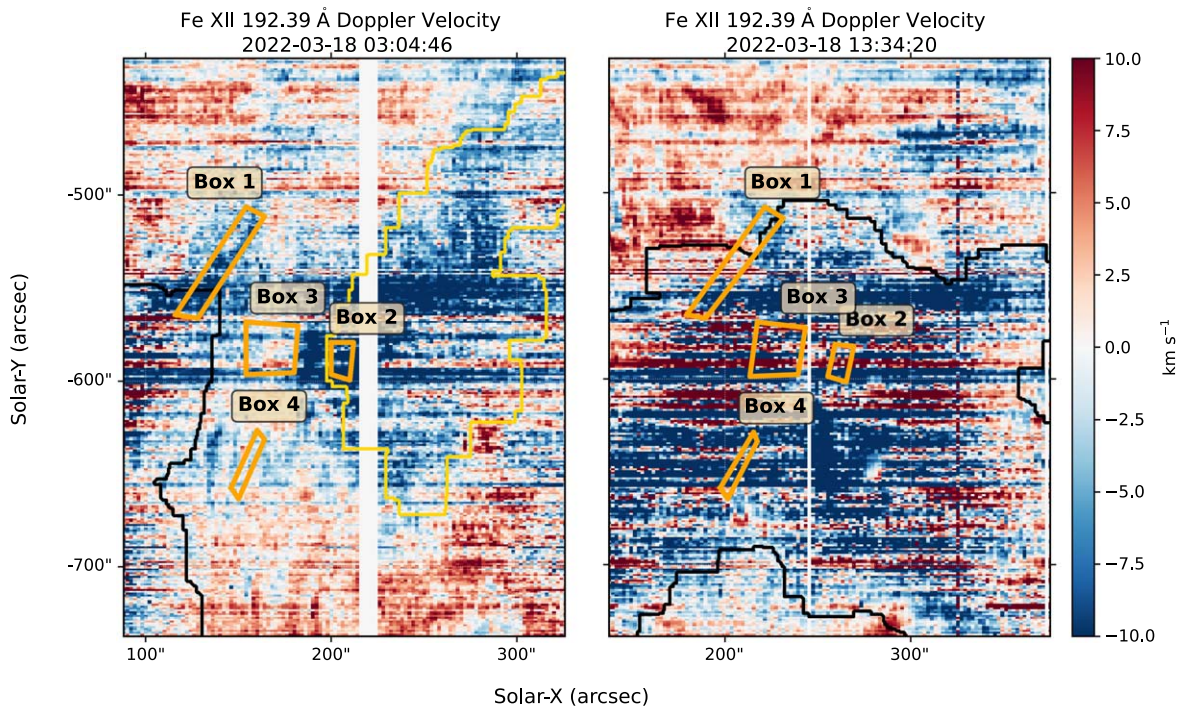 Fe XII 192.39 Å Doppler Velocity
2022-03-18 03:04:46
Fe XII 192.39 Å Doppler Velocity
2022-03-18 13:34:20
Box 1
Box 3
Box 2
Box 4
Box 1
Box 3
Box 2
Box 4
-500"
-600"
-700"
Solar-Y (arcsec)
100"
200"
300"
200"
300"
Solar-X (arcsec)
10.0
7.5
5.0
2.5
0.0
−2.5
−5.0
−7.5
−10.0
km s⁻¹